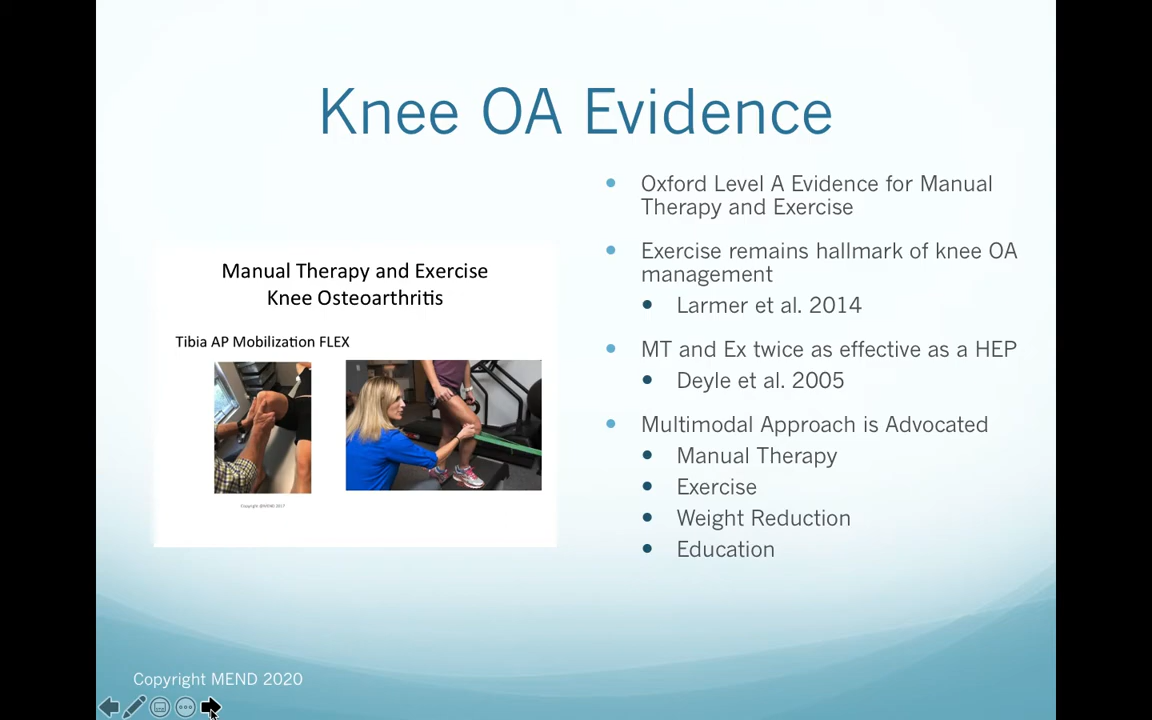 Knee OA Evidence
Manual Therapy and Exercise
Knee Osteoarthritis
Tibia AP Mobilization FLEX
Copyright @MEND 2017
Oxford Level A Evidence for Manual
Therapy and Exercise
Exercise remains hallmark of knee OA
management
Larmer et al. 2014
MT and Ex twice as effective as a HEP
Deyle et al. 2005
Multimodal Approach is Advocated
Manual Therapy
Exercise
Weight Reduction
Education
Copyright MEND 2020